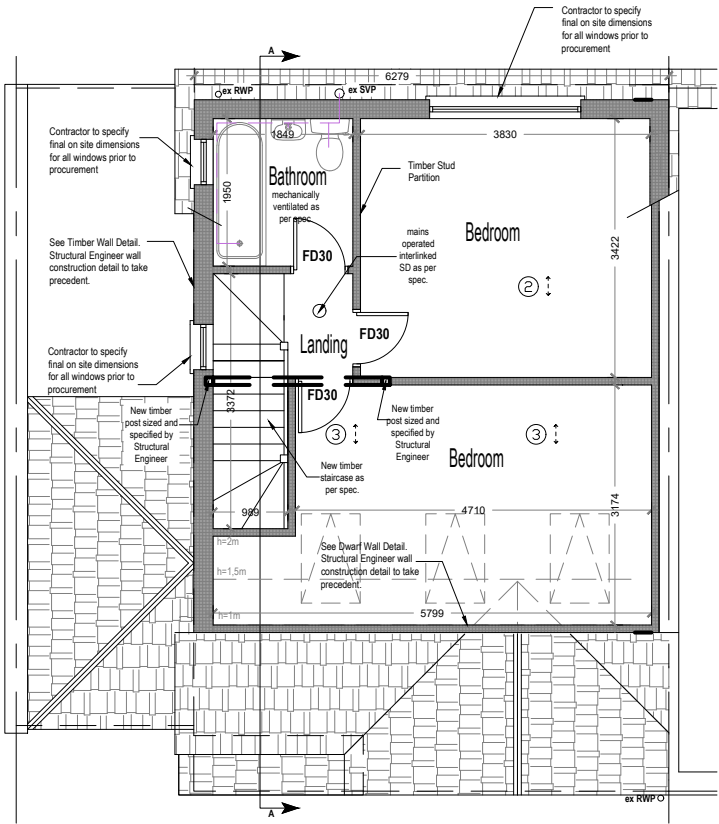 Contractor to specify
final on site dimensions
for all windows prior to
procurement
A
6279
ex RWP
ex SVP
Contractor to specify
final on site dimensions
for all windows prior to
procurement
1849
3830
Timber Stud
Partition
Bathroom
mechanically
ventilated as
per spec
1950
mains
operated
interlinked
SD as per
spec.
Bedroom
3422
See Timber Wall Detail.
Structural Engineer wall
construction detail to take
precedent.
FD30
2
Landing
FD30
Contractor to specify
final on site dimensions
for all windows prior to
procurement
3372
FD30
New timber
post sized and
specified by
Structural
Engineer
New timber
post sized and
specified by
Structural
Engineer
3
3
Bedroom
New timber
staircase as
per spec.
989
4710
3174
h=2m
See Dwarf Wall Detail.
Structural Engineer wall
construction detail to take
precedent.
h=1,5m
h=1m
5799
ex RWP
A